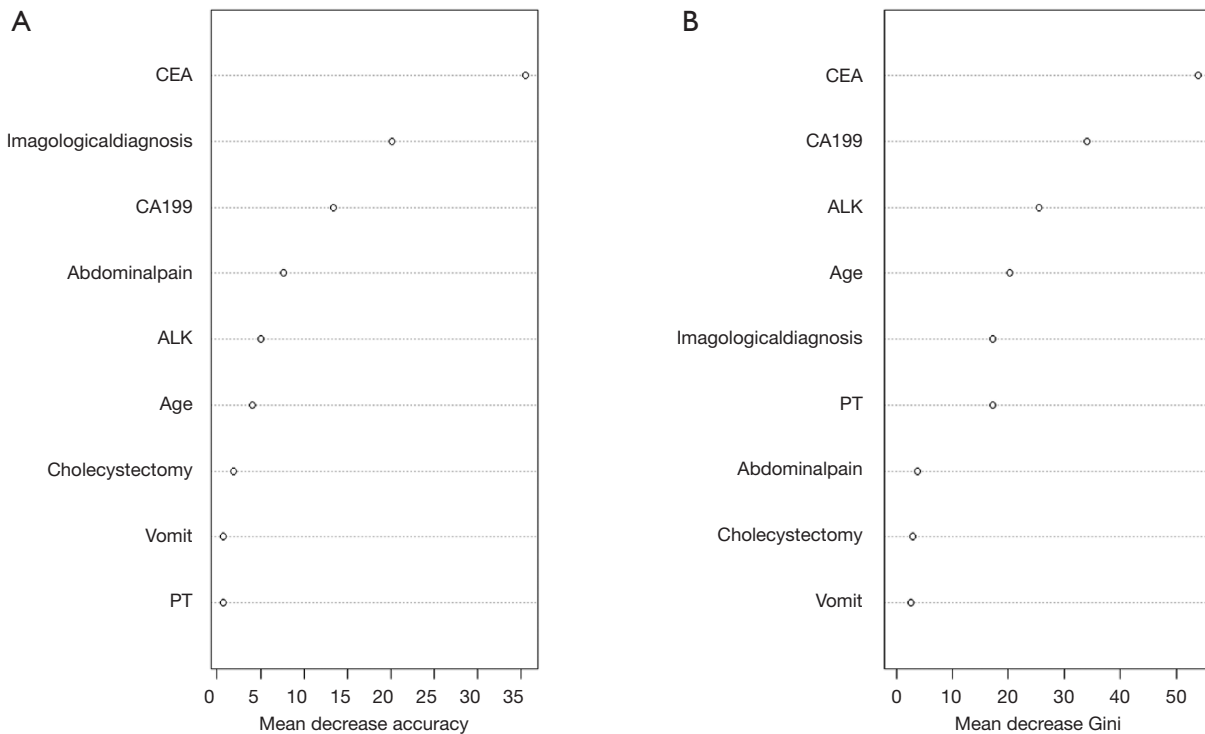 A
CEA
Imagologicaldiagnosis
CA199
Abdominalpain
ALK
Age
Cholecystectomy
Vomit
PT
0 5 10 15 20 25 30 35
Mean decrease accuracy
B
CEA
CA199
ALK
Age
Imagologicaldiagnosis
PT
Abdominalpain
Cholecystectomy
Vomit
0 10 20 30 40 50
Mean decrease Gini